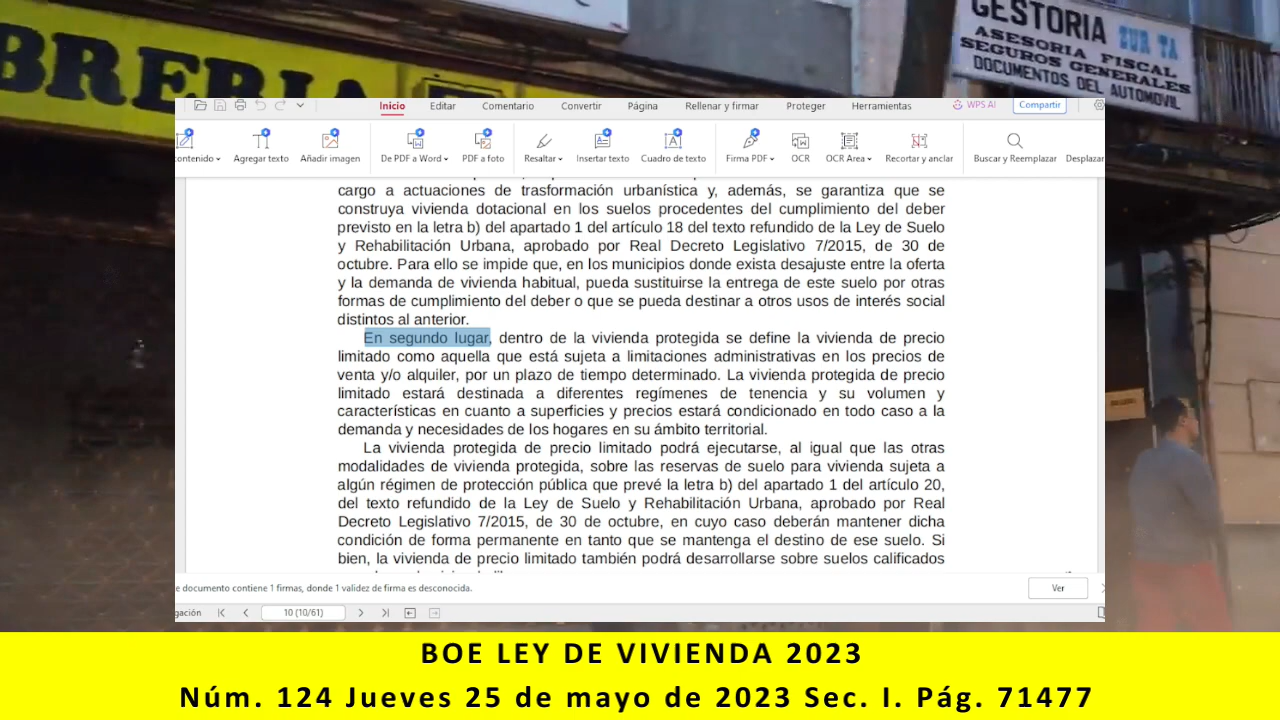 BRERIA
GESTORIA SUR TA
ASESORIA FISCAL
SEGUROS GENERALES
DOCUMENTOS DEL AUTOMOVIL
Inicio Editar Comentario Convertir Página Rellenar y firmar Proteger Herramientas WPS AI Compartir
ontenido Agregar texto Añadir imagen De PDF a Word PDF a foto Resaltar Insertar texto Cuadro de texto Firma PDF OCR OCR Area Recortar y anclar Buscar y Reemplazar Desplazar
cargo a actuaciones de trasformación urbanística y, además, se garantiza que se
construya vivienda dotacional en los suelos procedentes del cumplimiento del deber
previsto en la letra b) del apartado 1 del artículo 18 del texto refundido de la Ley de Suelo
y Rehabilitación Urbana, aprobado por Real Decreto Legislativo 7/2015, de 30 de
octubre. Para ello se impide que, en los municipios donde exista desajuste entre la oferta
y la demanda de vivienda habitual, pueda sustituirse la entrega de este suelo por otras
formas de cumplimiento del deber o que se pueda destinar a otros usos de interés social
distintos al anterior.
En segundo lugar, dentro de la vivienda protegida se define la vivienda de precio
limitado como aquella que está sujeta a limitaciones administrativas en los precios de
venta y/o alquiler, por un plazo de tiempo determinado. La vivienda protegida de precio
limitado estará destinada a diferentes regímenes de tenencia y su volumen y
características en cuanto a superficies y precios estará condicionado en todo caso a la
demanda y necesidades de los hogares en su ámbito territorial.
La vivienda protegida de precio limitado podrá ejecutarse, al igual que las otras
modalidades de vivienda protegida, sobre las reservas de suelo para vivienda sujeta a
algún régimen de protección pública que prevé la letra b) del apartado 1 del artículo 20,
del texto refundido de la Ley de Suelo y Rehabilitación Urbana, aprobado por Real
Decreto Legislativo 7/2015, de 30 de octubre, en cuyo caso deberán mantener dicha
condición de forma permanente en tanto que se mantenga el destino de ese suelo. Si
bien, la vivienda de precio limitado también podrá desarrollarse sobre suelos calificados
e documento contiene 1 firmas, donde 1 validez de firma es desconocida. Ver
gación 10 (10/61)
BOE LEY DE VIVIENDA 2023
Núm. 124 Jueves 25 de mayo de 2023 Sec. I. Pág. 71477